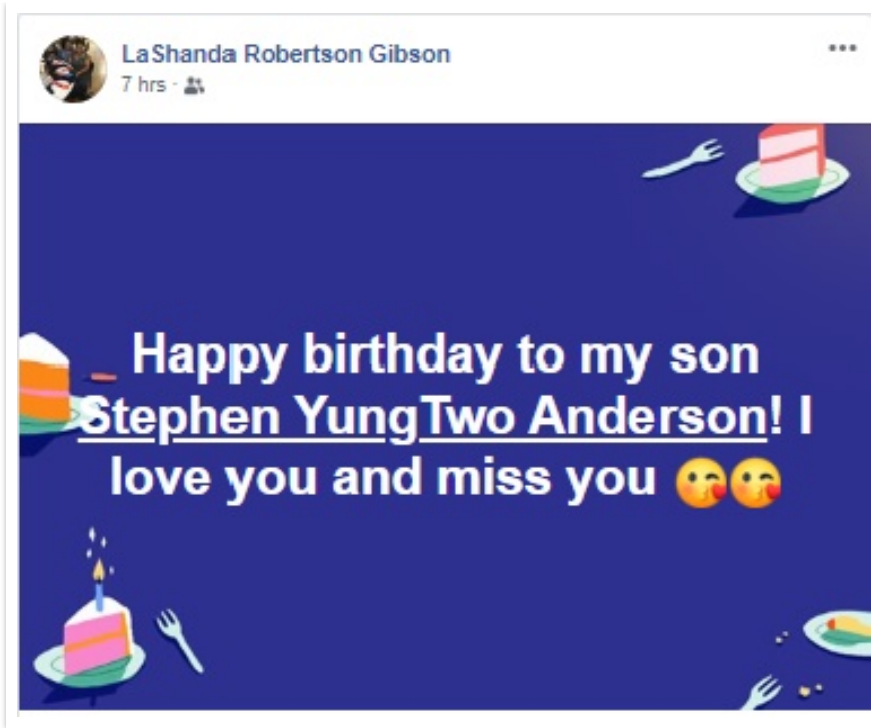 LaShanda Robertson Gibson
7 hrs ·
Happy birthday to my son
Stephen YungTwo Anderson! I
love you and miss you 😘😘